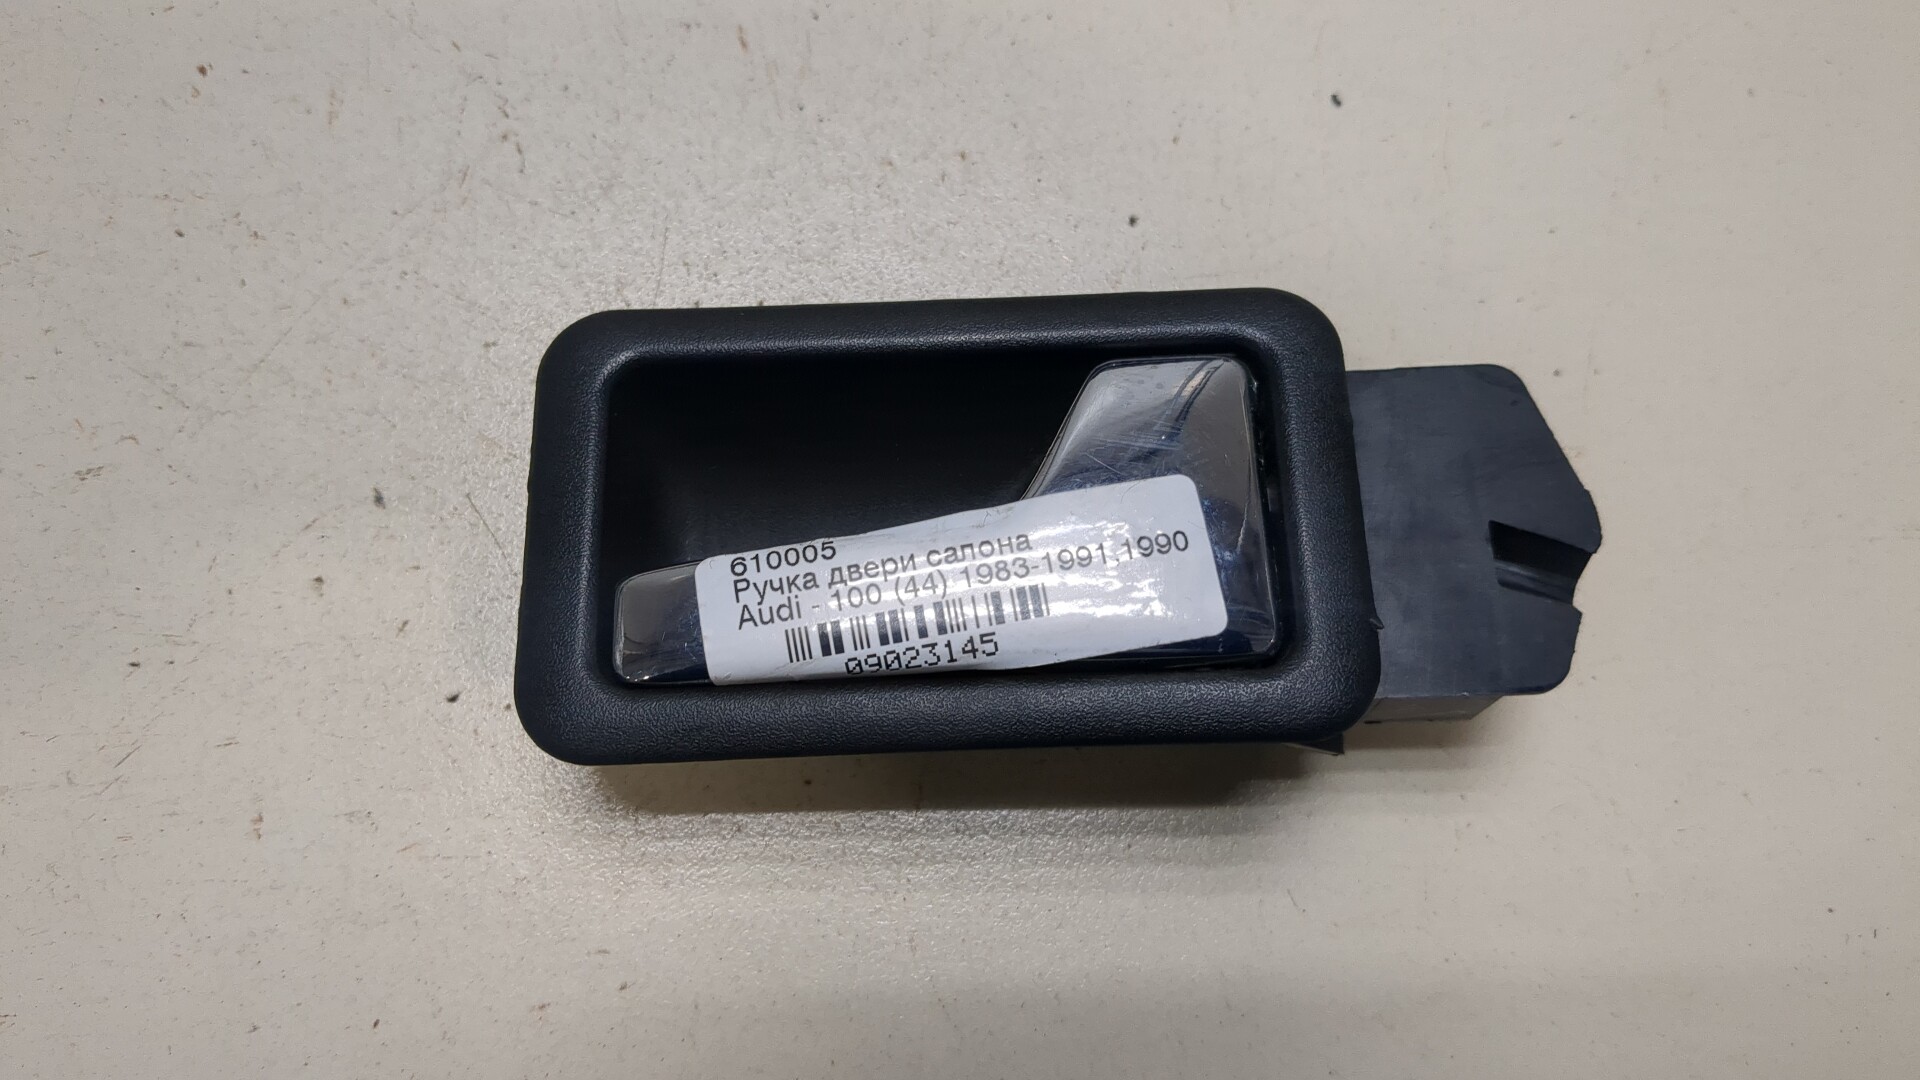 610005
Ручка двери салона
Audi - 100 (44) 1983-1991,1990
09023145